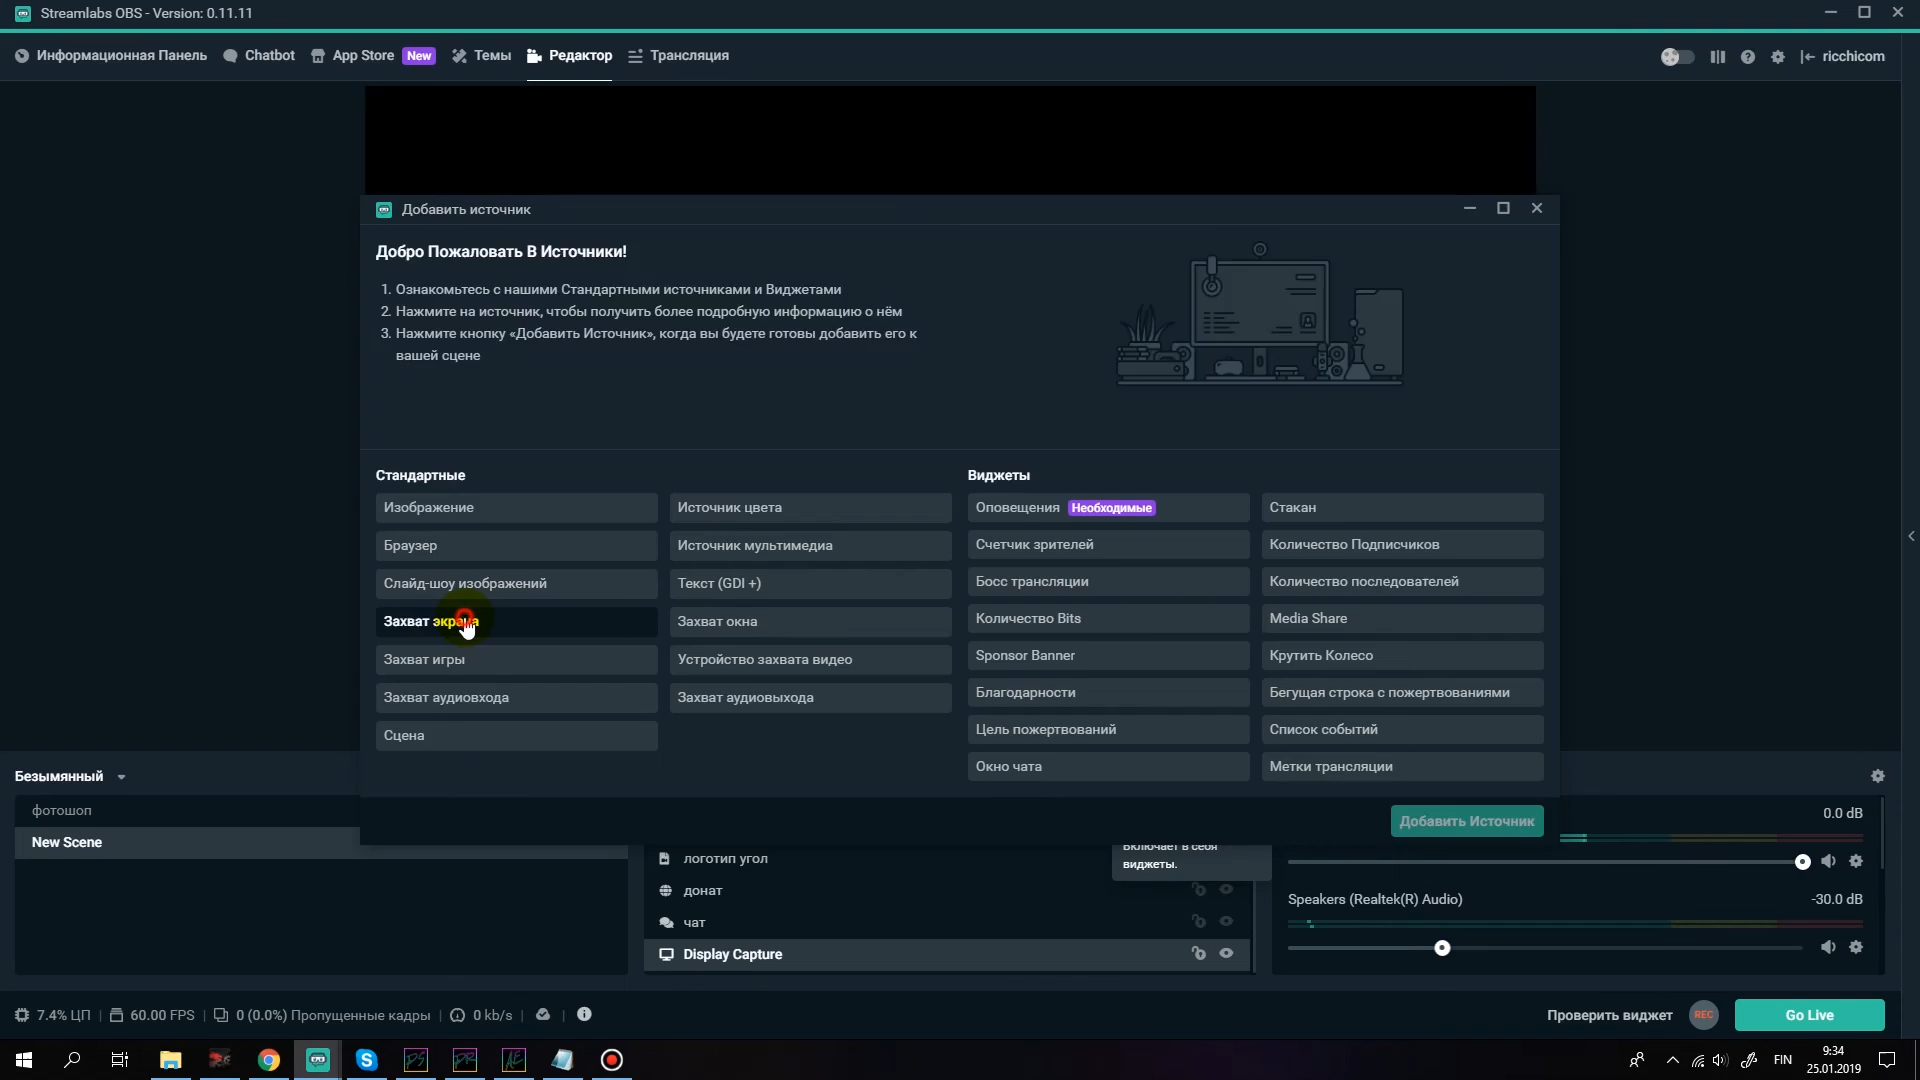 Streamlabs OBS - Version: 0.11.11
Информационная Панель
Chatbot
App Store New
Темы
Редактор
Трансляция
ricchicom
Добавить источник
Добро Пожаловать В Источники!
1. Ознакомьтесь с нашими Стандартными источниками и Виджетами
2. Нажмите на источник, чтобы получить более подробную информацию о нём
3. Нажмите кнопку «Добавить Источник», когда вы будете готовы добавить его к
вашей сцене
Стандартные
Изображение
Источник цвета
Браузер
Источник мультимедиа
Слайд-шоу изображений
Текст (GDI +)
Захват экрана
Захват окна
Захват игры
Устройство захвата видео
Захват аудиовхода
Захват аудиовыхода
Сцена
Виджеты
Оповещения Необходимые
Стакан
Счетчик зрителей
Количество Подписчиков
Босс трансляции
Количество последователей
Количество Bits
Media Share
Sponsor Banner
Крутить Колесо
Благодарности
Бегущая строка с пожертвованиями
Цель пожертвований
Список событий
Окно чата
Метки трансляции
Добавить Источник
Безымянный
фотошоп
New Scene
логотип угол
донат
чат
Display Capture
включает в себя
виджеты.
0.0 dB
Speakers (Realtek(R) Audio)
-30.0 dB
7.4% ЦП
60.00 FPS
0 (0.0%) Пропущенные кадры
0 kb/s
Проверить виджет
REC
Go Live
PS
PR
AE
FIN
9:34
25.01.2019